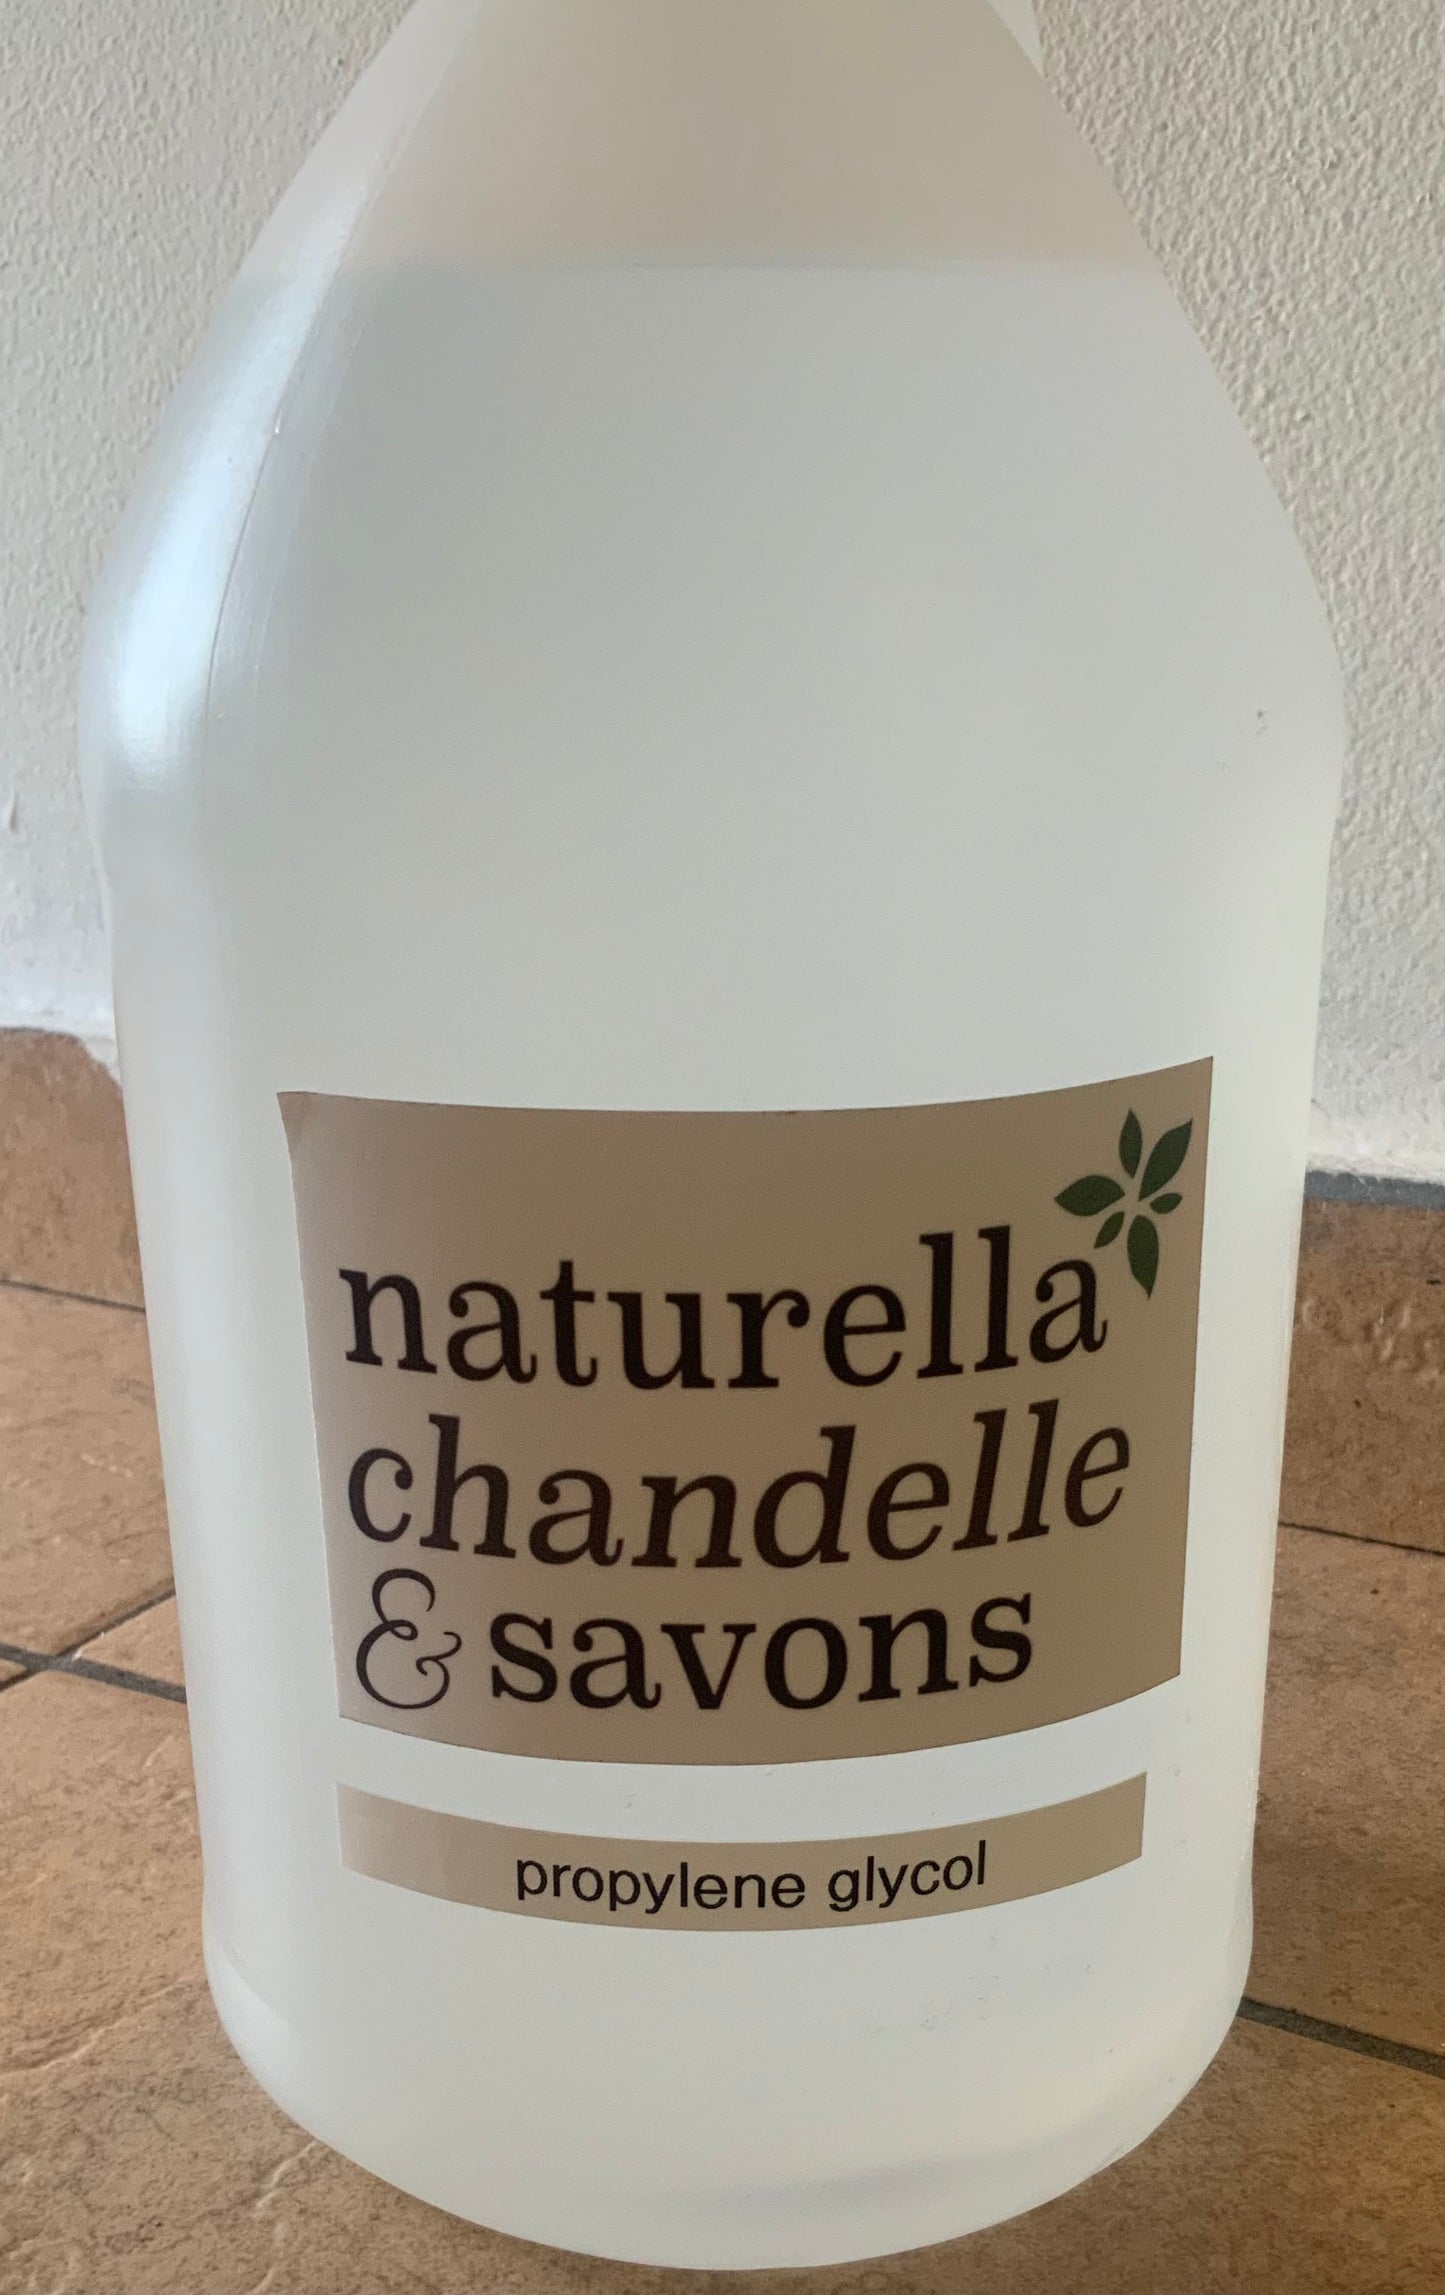 naturella
chandelle
& savons
propylene glycol